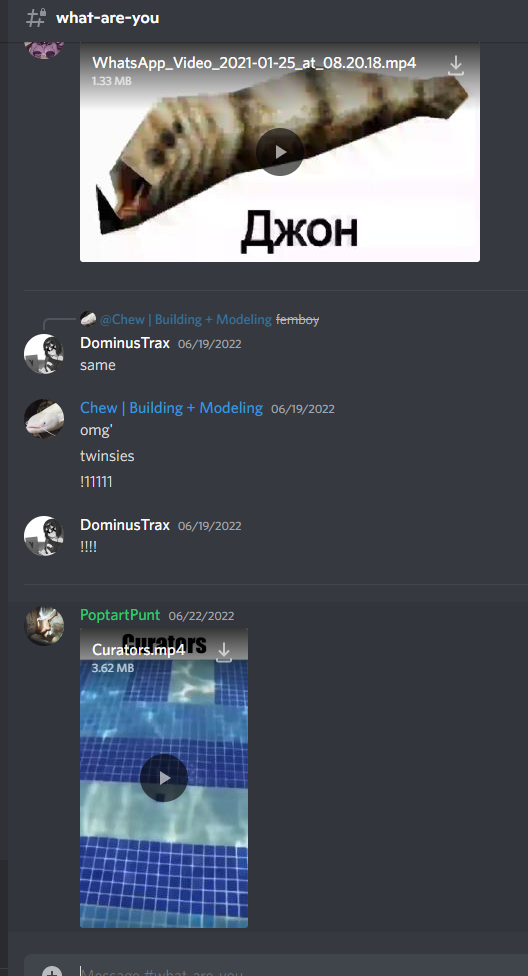 what-are-you
WhatsApp_Video_2021-01-25_at_08.20.18.mp4
1.33 MB
Джон
@Chew | Building + Modeling femboy
DominusTrax 06/19/2022
same
Chew | Building + Modeling 06/19/2022
omg'
twinsies
!11111
DominusTrax 06/19/2022
!!!!
PoptartPunt 06/22/2022
Curators
Curators.mp4
3.62 MB
Message #what-are-you